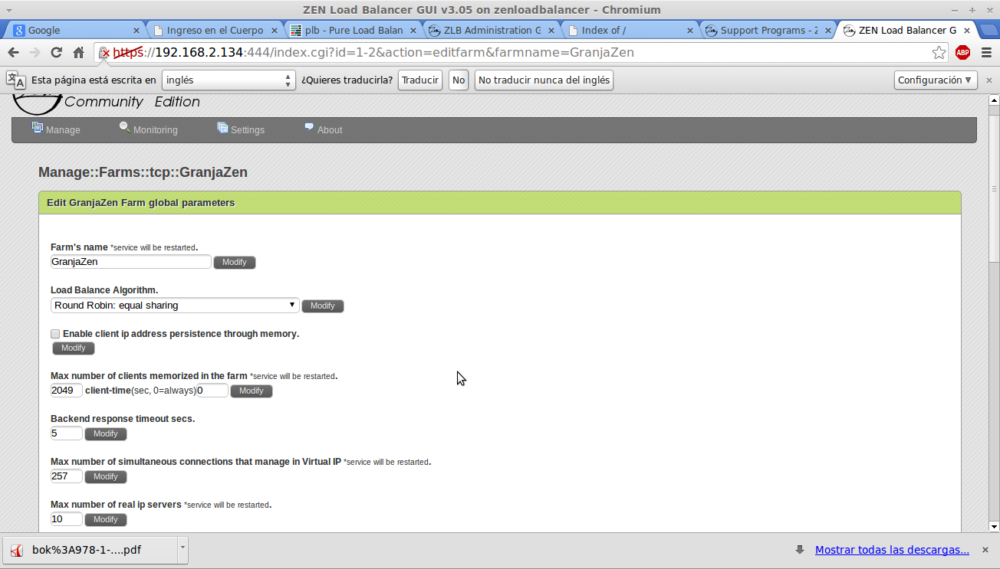 ZEN Load Balancer GUI v3.05 on zenloadbalancer - Chromium
Google
Ingreso en el Cuerpo
plb - Pure Load Balan
ZLB Administration G
Index of /
Support Programs - Z
ZEN Load Balancer G
https://192.168.2.134:444/index.cgi?id=1-2&action=editfarm&farmname=GranjaZen
ABP
Esta página está escrita en
inglés
¿Quieres traducirla?
Traducir
No
No traducir nunca del inglés
Configuración
Community Edition
Manage
Monitoring
Settings
About
Manage::Farms::tcp::GranjaZen
Edit GranjaZen Farm global parameters
Farm's name *service will be restarted.
GranjaZen Modify
Load Balance Algorithm.
Round Robin: equal sharing Modify
Enable client ip address persistence through memory.
Modify
Max number of clients memorized in the farm *service will be restarted.
2049 client-time(sec, 0=always) 0 Modify
Backend response timeout secs.
5 Modify
Max number of simultaneous connections that manage in Virtual IP *service will be restarted.
257 Modify
Max number of real ip servers *service will be restarted.
10 Modify
bok%3A978-1-....pdf
Mostrar todas las descargas...